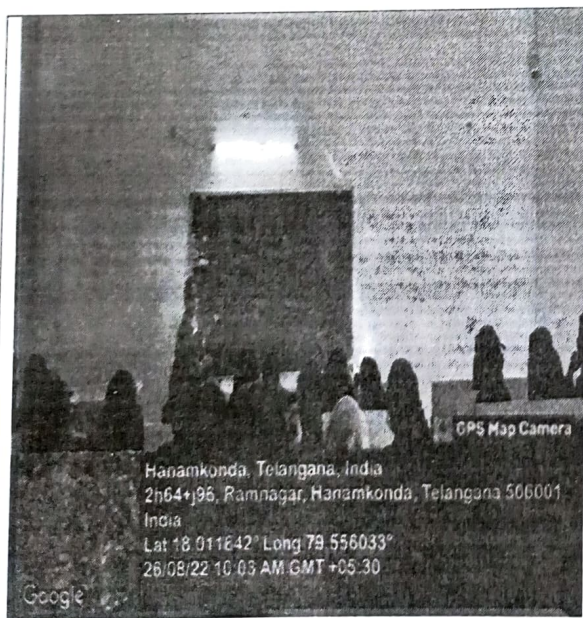 GPS Map Camera
Hanamkonda, Telangana, India
2h64+j96, Ramnagar, Hanamkonda, Telangana 506001
India
Lat 18.011642° Long 79.556033°
26/08/22 10:03 AM GMT +05:30
Google